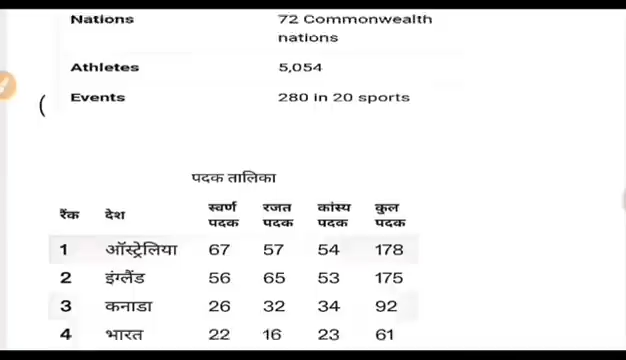 Nations 72 Commonwealth
nations
Athletes 5,054
Events 280 in 20 sports
(
पदक तालिका
रैंक देश स्वर्ण पदक रजत पदक कांस्य पदक कुल पदक
1 ऑस्ट्रेलिया 67 57 54 178
2 इंग्लैंड 56 65 53 175
3 कनाडा 26 32 34 92
4 भारत 22 16 23 61